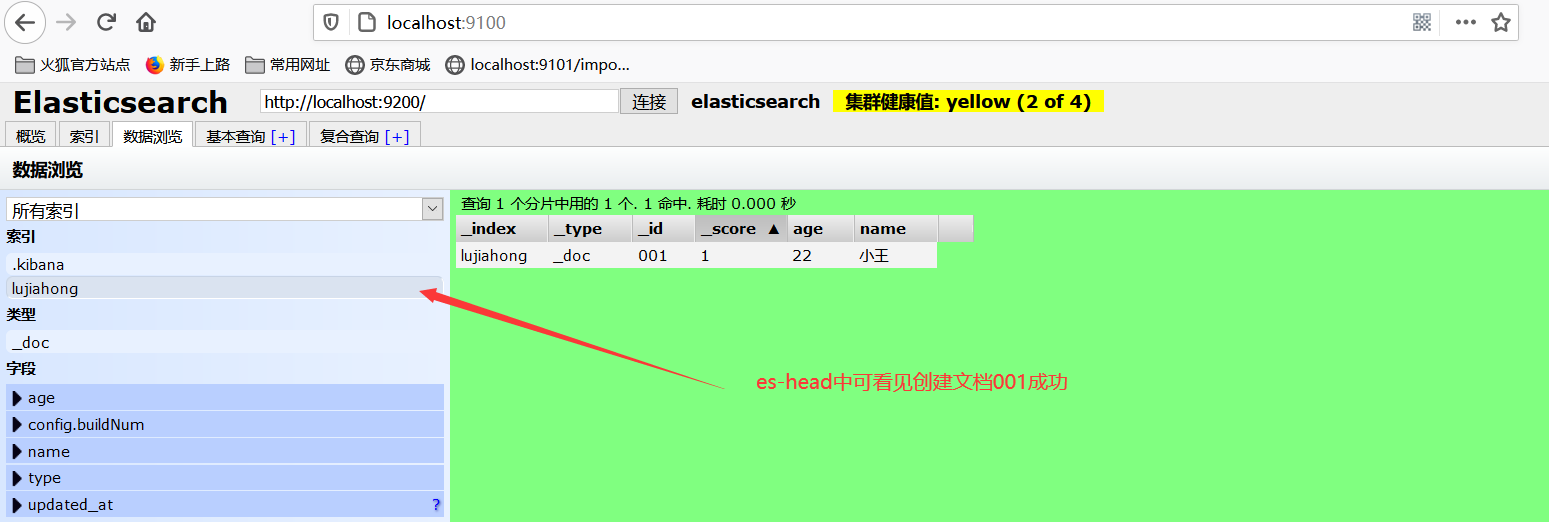 localhost:9100
火狐官方站点 新手上路 常用网址 京东商城 localhost:9101/impo...
Elasticsearch http://localhost:9200/ 连接 elasticsearch 集群健康值: yellow (2 of 4)
概览 索引 数据浏览 基本查询 [+] 复合查询 [+]
数据浏览
所有索引
索引
.kibana
lujiahong
类型
_doc
字段
age
config.buildNum
name
type
updated_at ?
查询 1 个分片中用的 1 个. 1 命中. 耗时 0.000 秒
_index _type _id _score ▲ age name
lujiahong _doc 001 1 22 小王
es-head中可看见创建文档001成功